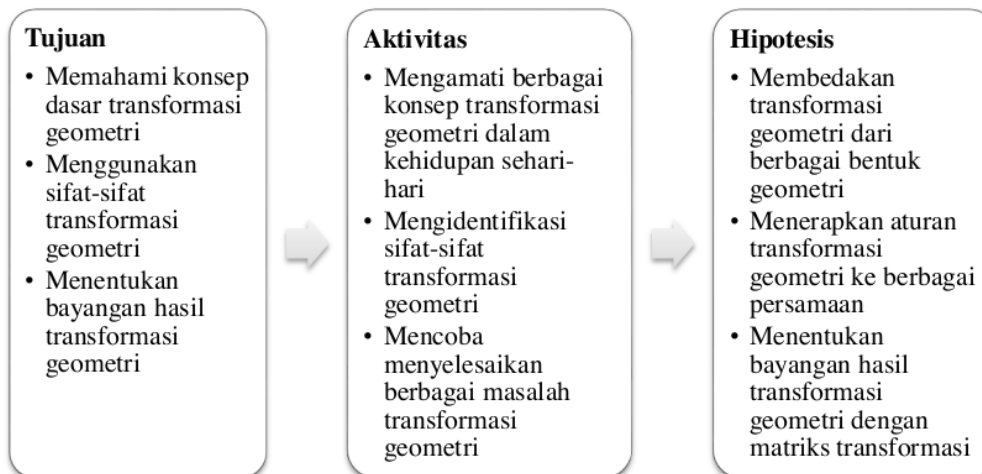 Tujuan
• Memahami konsep
dasar transformasi
geometri
• Menggunakan
sifat-sifat
transformasi
geometri
• Menentukan
bayangan hasil
transformasi
geometri
Aktivitas
• Mengamati berbagai
konsep transformasi
geometri dalam
kehidupan sehari-
hari
• Mengidentifikasi
sifat-sifat
transformasi
geometri
• Mencoba
menyelesaikan
berbagai masalah
transformasi
geometri
Hipotesis
• Membedakan
transformasi
geometri dari
berbagai bentuk
geometri
• Menerapkan aturan
transformasi
geometri ke berbagai
persamaan
• Menentukan
bayangan hasil
transformasi
geometri dengan
matriks transformasi